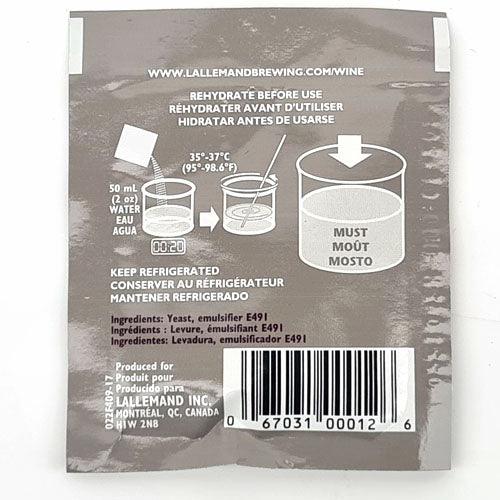 WWW.LALLEMANDBREWING.COM/WINE
REHYDRATE BEFORE USE
RÉHYDRATER AVANT D'UTILISER
HIDRATAR ANTES DE USARSE
35°-37°C
(95°-98.6°F)
50 mL
(2 oz)
WATER
EAU
AGUA
00:20
MUST
MOÛT
MOSTO
KEEP REFRIGERATED
CONSERVER AU RÉFRIGÉRATEUR
MANTENER REFRIGERADO
Ingredients: Yeast, emulsifier E491
Ingrédients : Levure, émulsifiant E491
Ingredientes: Levadura, emulsificador E491
Produced for
Produit pour
Producido para
LALLEMAND INC.
MONTRÉAL, QC, CANADA
H1W 2N8
022F409-17
0 67031 00012 6